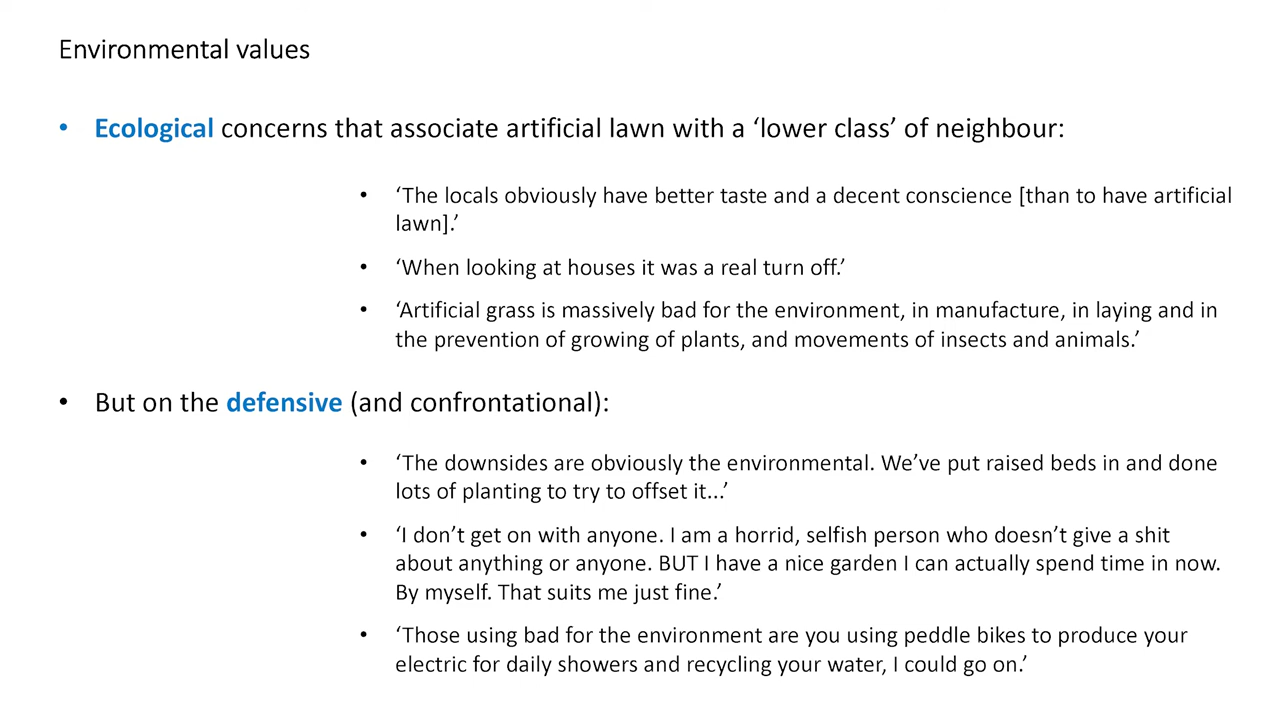 Environmental values
• Ecological concerns that associate artificial lawn with a ‘lower class’ of neighbour:
• ‘The locals obviously have better taste and a decent conscience [than to have artificial
lawn].’
• ‘When looking at houses it was a real turn off.’
• ‘Artificial grass is massively bad for the environment, in manufacture, in laying and in
the prevention of growing of plants, and movements of insects and animals.’
• But on the defensive (and confrontational):
• ‘The downsides are obviously the environmental. We’ve put raised beds in and done
lots of planting to try to offset it...’
• ‘I don’t get on with anyone. I am a horrid, selfish person who doesn’t give a shit
about anything or anyone. BUT I have a nice garden I can actually spend time in now.
By myself. That suits me just fine.’
• ‘Those using bad for the environment are you using peddle bikes to produce your
electric for daily showers and recycling your water, I could go on.’